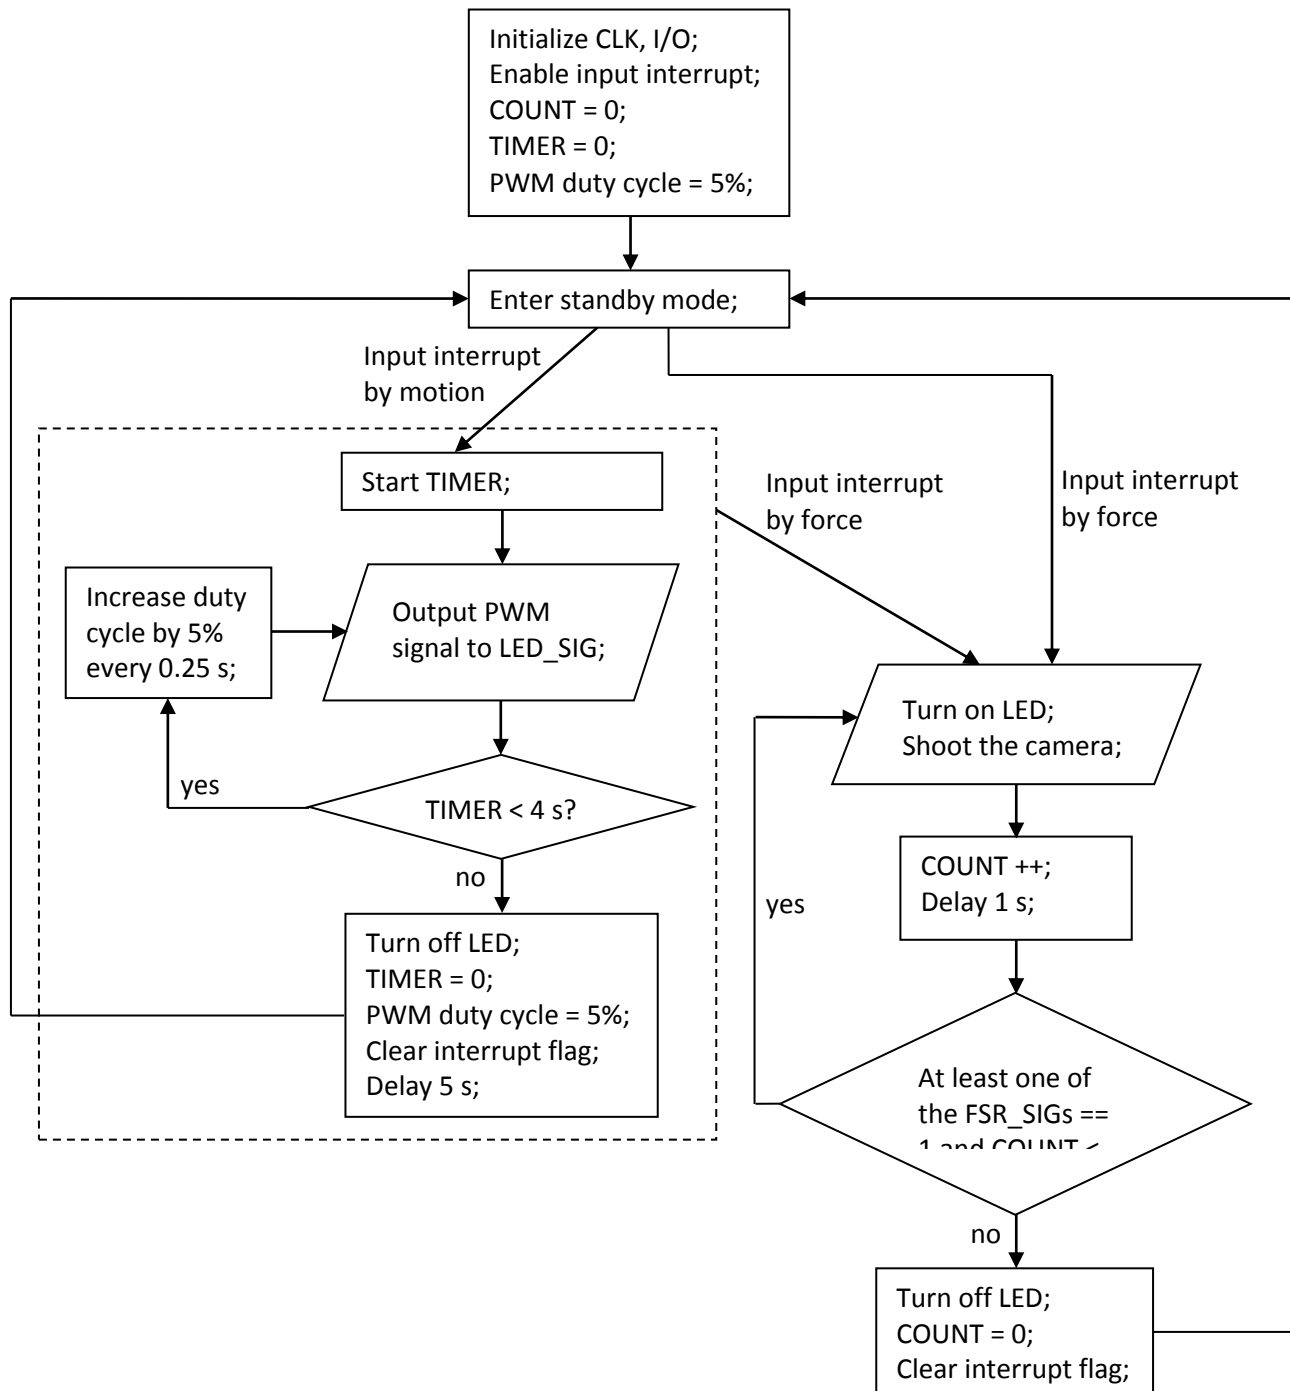 Initialize CLK, I/O;
Enable input interrupt;
COUNT = 0;
TIMER = 0;
PWM duty cycle = 5%;
Enter standby mode;
Input interrupt
by motion
Start TIMER;
Input interrupt
by force
Input interrupt
by force
Increase duty
cycle by 5%
every 0.25 s;
Output PWM
signal to LED_SIG;
yes
TIMER < 4 s?
no
Turn off LED;
TIMER = 0;
PWM duty cycle = 5%;
Clear interrupt flag;
Delay 5 s;
Turn on LED;
Shoot the camera;
COUNT ++;
Delay 1 s;
yes
At least one of
the FSR_SIGs ==
1 and COUNT <
no
Turn off LED;
COUNT = 0;
Clear interrupt flag;